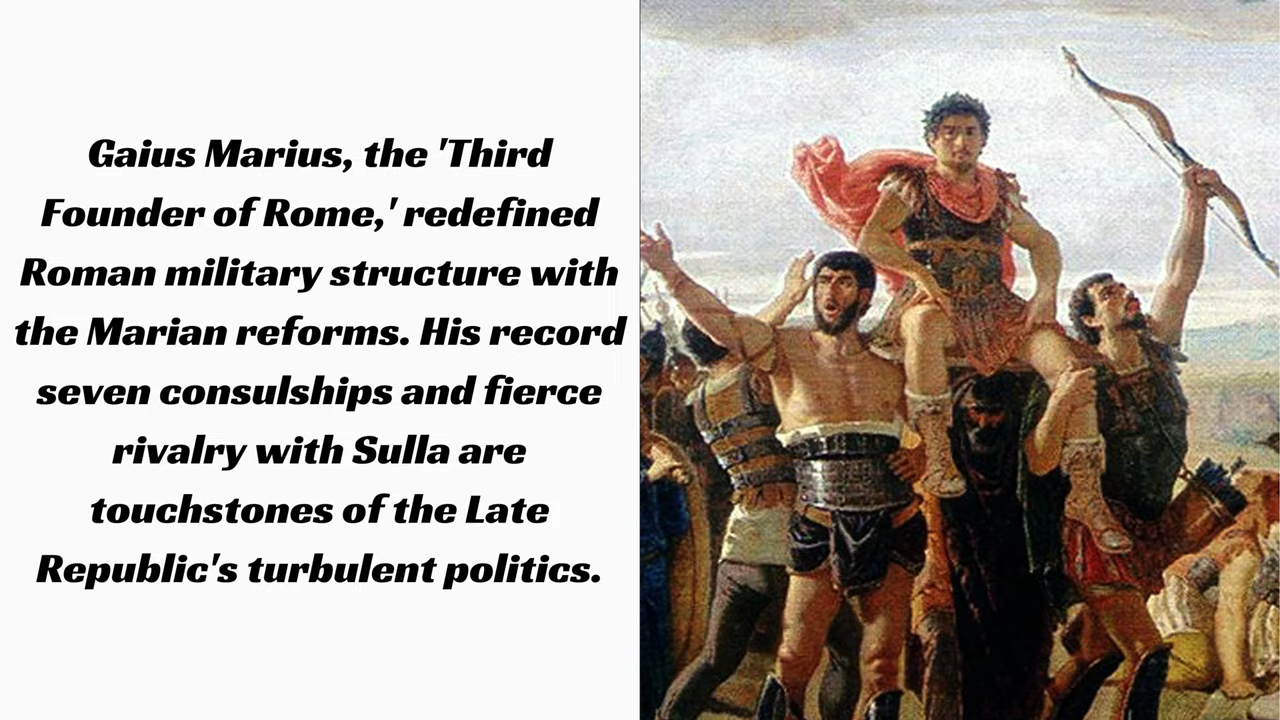 Gaius Marius, the 'Third
Founder of Rome,' redefined
Roman military structure with
the Marian reforms. His record
seven consulships and fierce
rivalry with Sulla are
touchstones of the Late
Republic's turbulent politics.